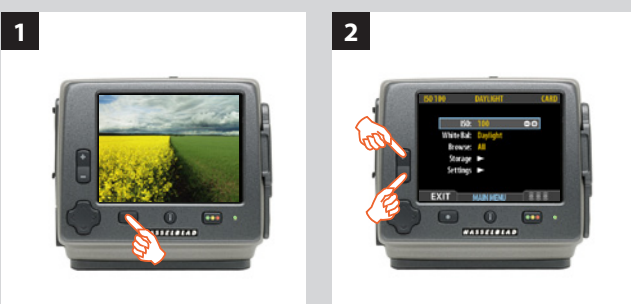 1
HASSELBLAD
2
ISO 100 DAYLIGHT CARD
ISO: 100
White Bal: Daylight
Browse: All
Storage
Settings
EXIT MAIN MENU
HASSELBLAD